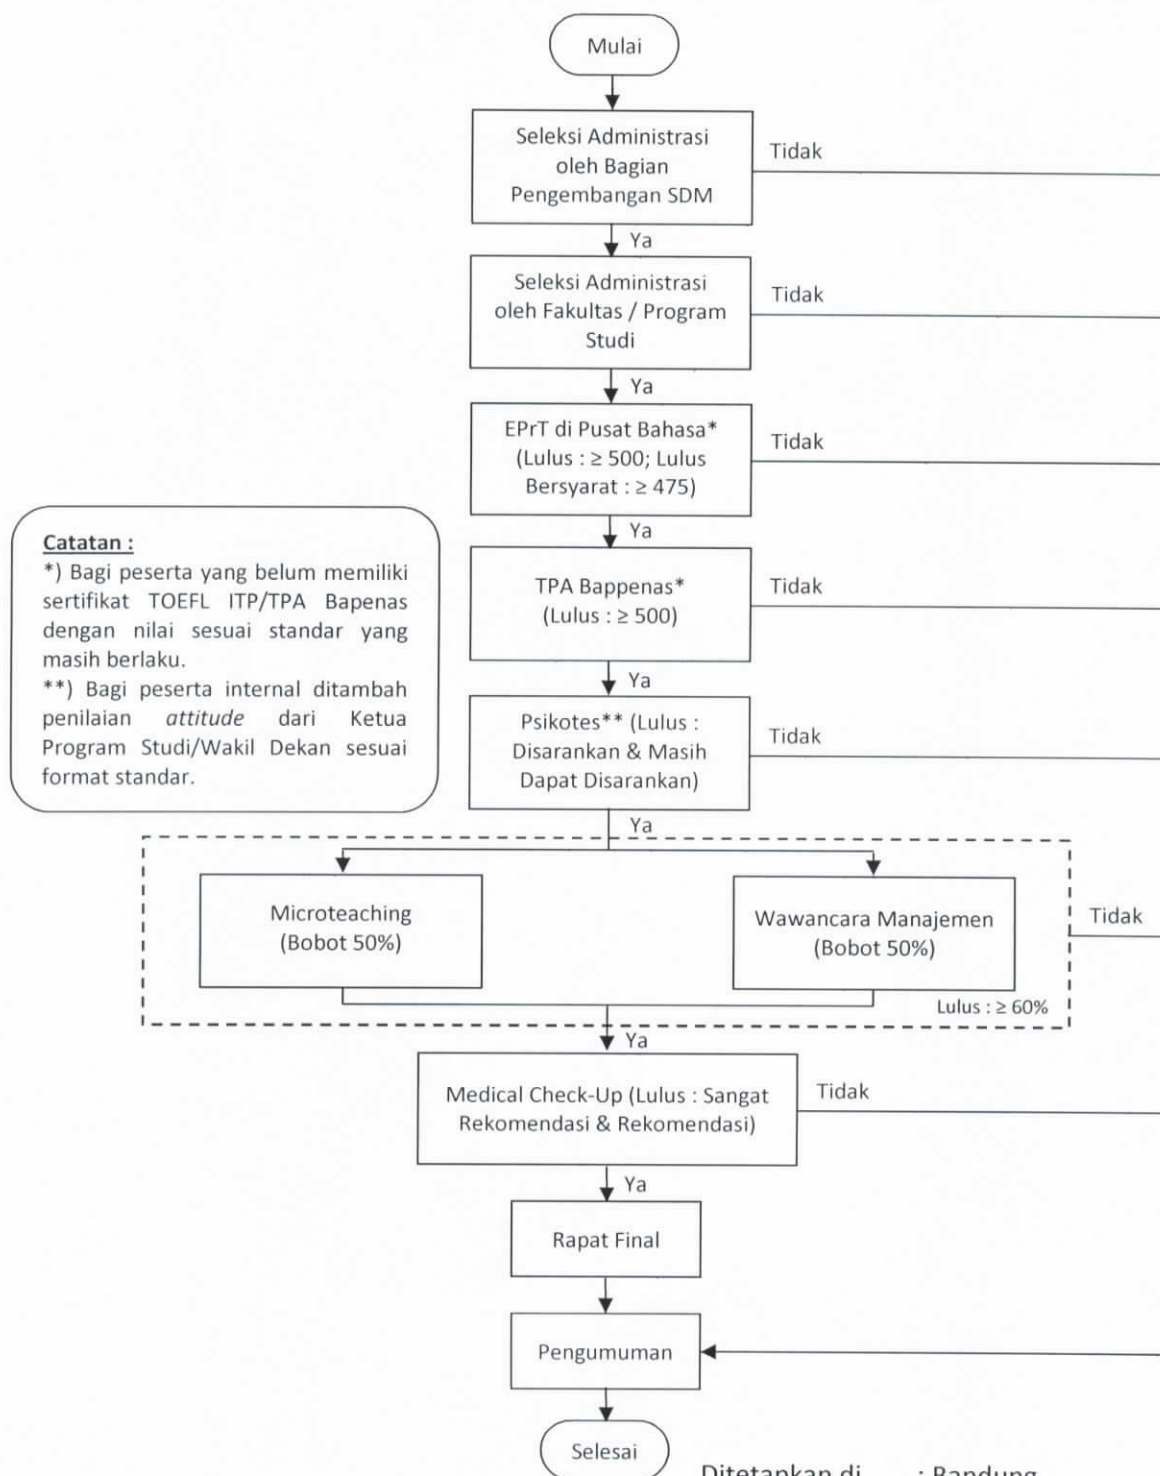 Mulai
Seleksi Administrasi
oleh Bagian
Pengembangan SDM
Tidak
Ya
Seleksi Administrasi
oleh Fakultas / Program
Studi
Tidak
Ya
EPrT di Pusat Bahasa*
(Lulus : ≥ 500; Lulus
Bersyarat : ≥ 475)
Tidak
Ya
Catatan :
*) Bagi peserta yang belum memiliki
sertifikat TOEFL ITP/TPA Bapenas
dengan nilai sesuai standar yang
masih berlaku.
**) Bagi peserta internal ditambah
penilaian attitude dari Ketua
Program Studi/Wakil Dekan sesuai
format standar.
TPA Bappenas*
(Lulus : ≥ 500)
Tidak
Ya
Psikotes** (Lulus :
Disarankan & Masih
Dapat Disarankan)
Tidak
Ya
Microteaching
(Bobot 50%)
Wawancara Manajemen
(Bobot 50%)
Tidak
Lulus : ≥ 60%
Ya
Medical Check-Up (Lulus : Sangat
Rekomendasi & Rekomendasi)
Tidak
Ya
Rapat Final
Pengumuman
Selesai
Ditetapkan di : Bandung